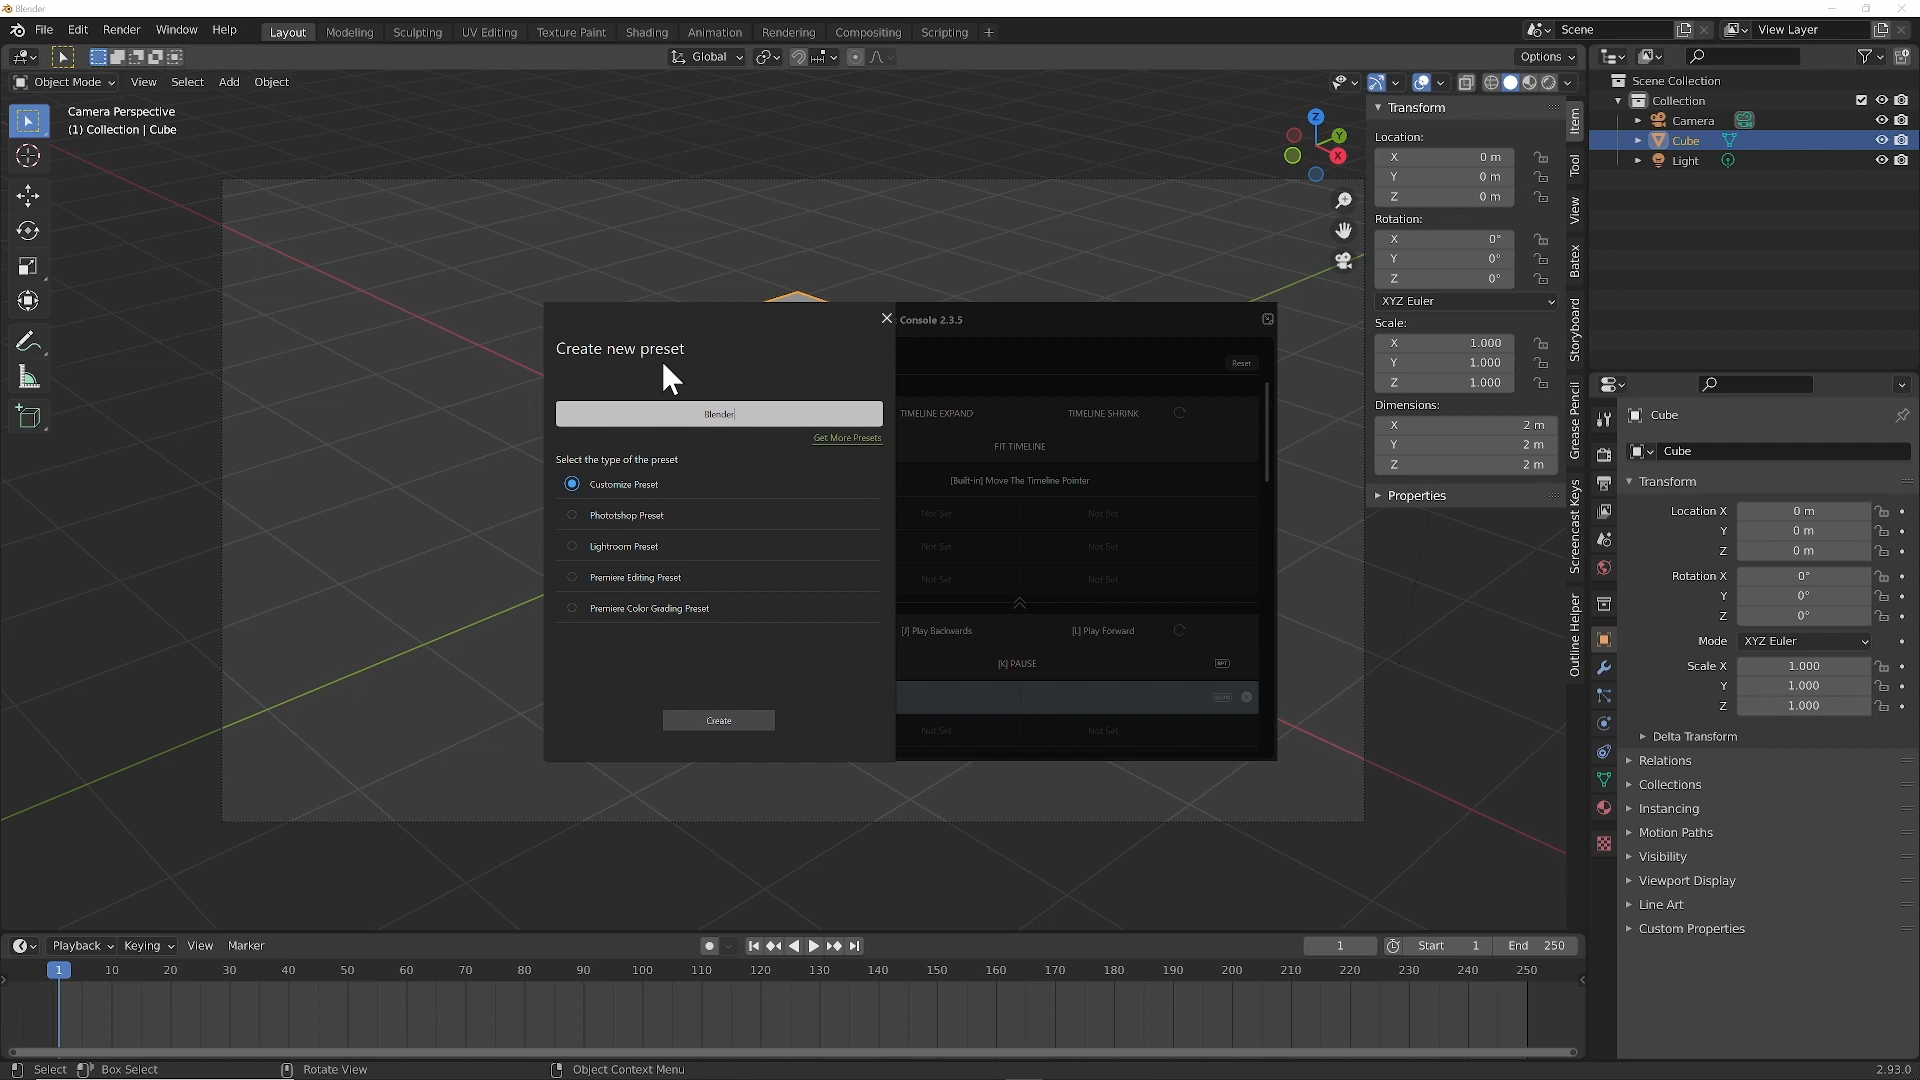 Blender
File Edit Render Window Help
Layout Modeling Sculpting UV Editing Texture Paint Shading Animation Rendering Compositing Scripting +
Scene
View Layer
Global
Options
Object Mode View Select Add Object
Camera Perspective
(1) Collection | Cube
Z
Y
X
Transform
Location:
X 0 m
Y 0 m
Z 0 m
Rotation:
X 0°
Y 0°
Z 0°
XYZ Euler
Scale:
X 1.000
Y 1.000
Z 1.000
Dimensions:
X 2 m
Y 2 m
Z 2 m
Properties
Item
Tool
View
Batex
Storyboard
Grease Pencil
Screencast Keys
Outline Helper
Scene Collection
Collection
Camera
Cube
Light
Cube
Cube
Transform
Location X 0 m
Y 0 m
Z 0 m
Rotation X 0°
Y 0°
Z 0°
Mode XYZ Euler
Scale X 1.000
Y 1.000
Z 1.000
Delta Transform
Relations
Collections
Instancing
Motion Paths
Visibility
Viewport Display
Line Art
Custom Properties
Create new preset
Blender
Get More Presets
Select the type of the preset
Customize Preset
Phototshop Preset
Lightroom Preset
Premiere Editing Preset
Premiere Color Grading Preset
Create
Console 2.3.5
Reset
TIMELINE EXPAND TIMELINE SHRINK
FIT TIMELINE
[Built-in] Move The Timeline Pointer
Not Set Not Set
Not Set Not Set
Not Set Not Set
[J] Play Backwards [L] Play Forward
[K] PAUSE
Not Set Not Set
Playback Keying View Marker
1
Start 1
End 250
1 10 20 30 40 50 60 70 80 90 100 110 120 130 140 150 160 170 180 190 200 210 220 230 240 250
Select Box Select Rotate View Object Context Menu
2.93.0